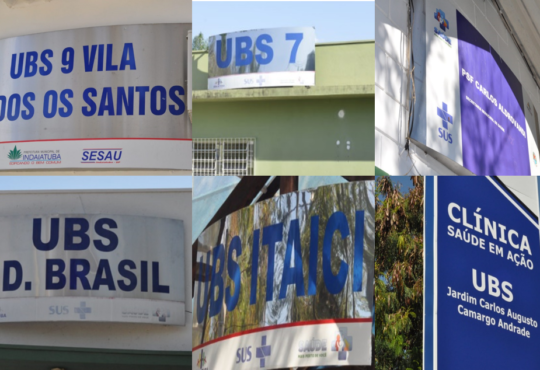 UBS 9 VILA
DOS OS SANTOS
INDAIATUBA
SESAU
UBS 7
SUS
PSF CARLOS
SUS
UBS
D. BRASIL
SUS
UBS ITAICI
SUS
CLÍNICA
SAÚDE EM AÇÃO
UBS
Jardim Carlos Augusto
Camargo Andrade